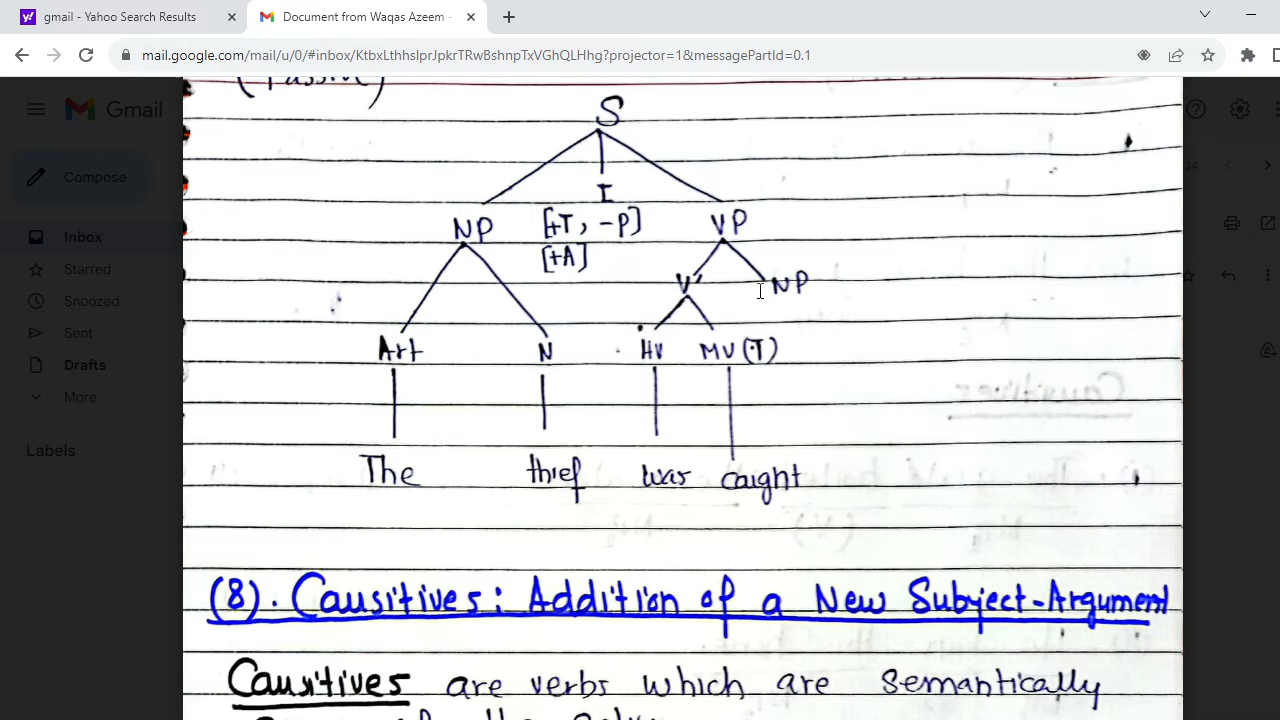 gmail - Yahoo Search Results
Document from Waqas Azeem -
mail.google.com/mail/u/0/#inbox/KtbxLthhslprJpkrTRwBshnpTxVGhQLHhg?projector=1&messagePartId=0.1
Gmail
Compose
Inbox
Starred
Snoozed
Sent
Drafts
More
Labels
34
(Passive)
S
I
NP [+T, -P] VP
[+A]
V' NP
Art N HV MV(T)
The thief was caught
(8). Causitives: Addition of a New Subject-Argument
Causitives are verbs which are semantically